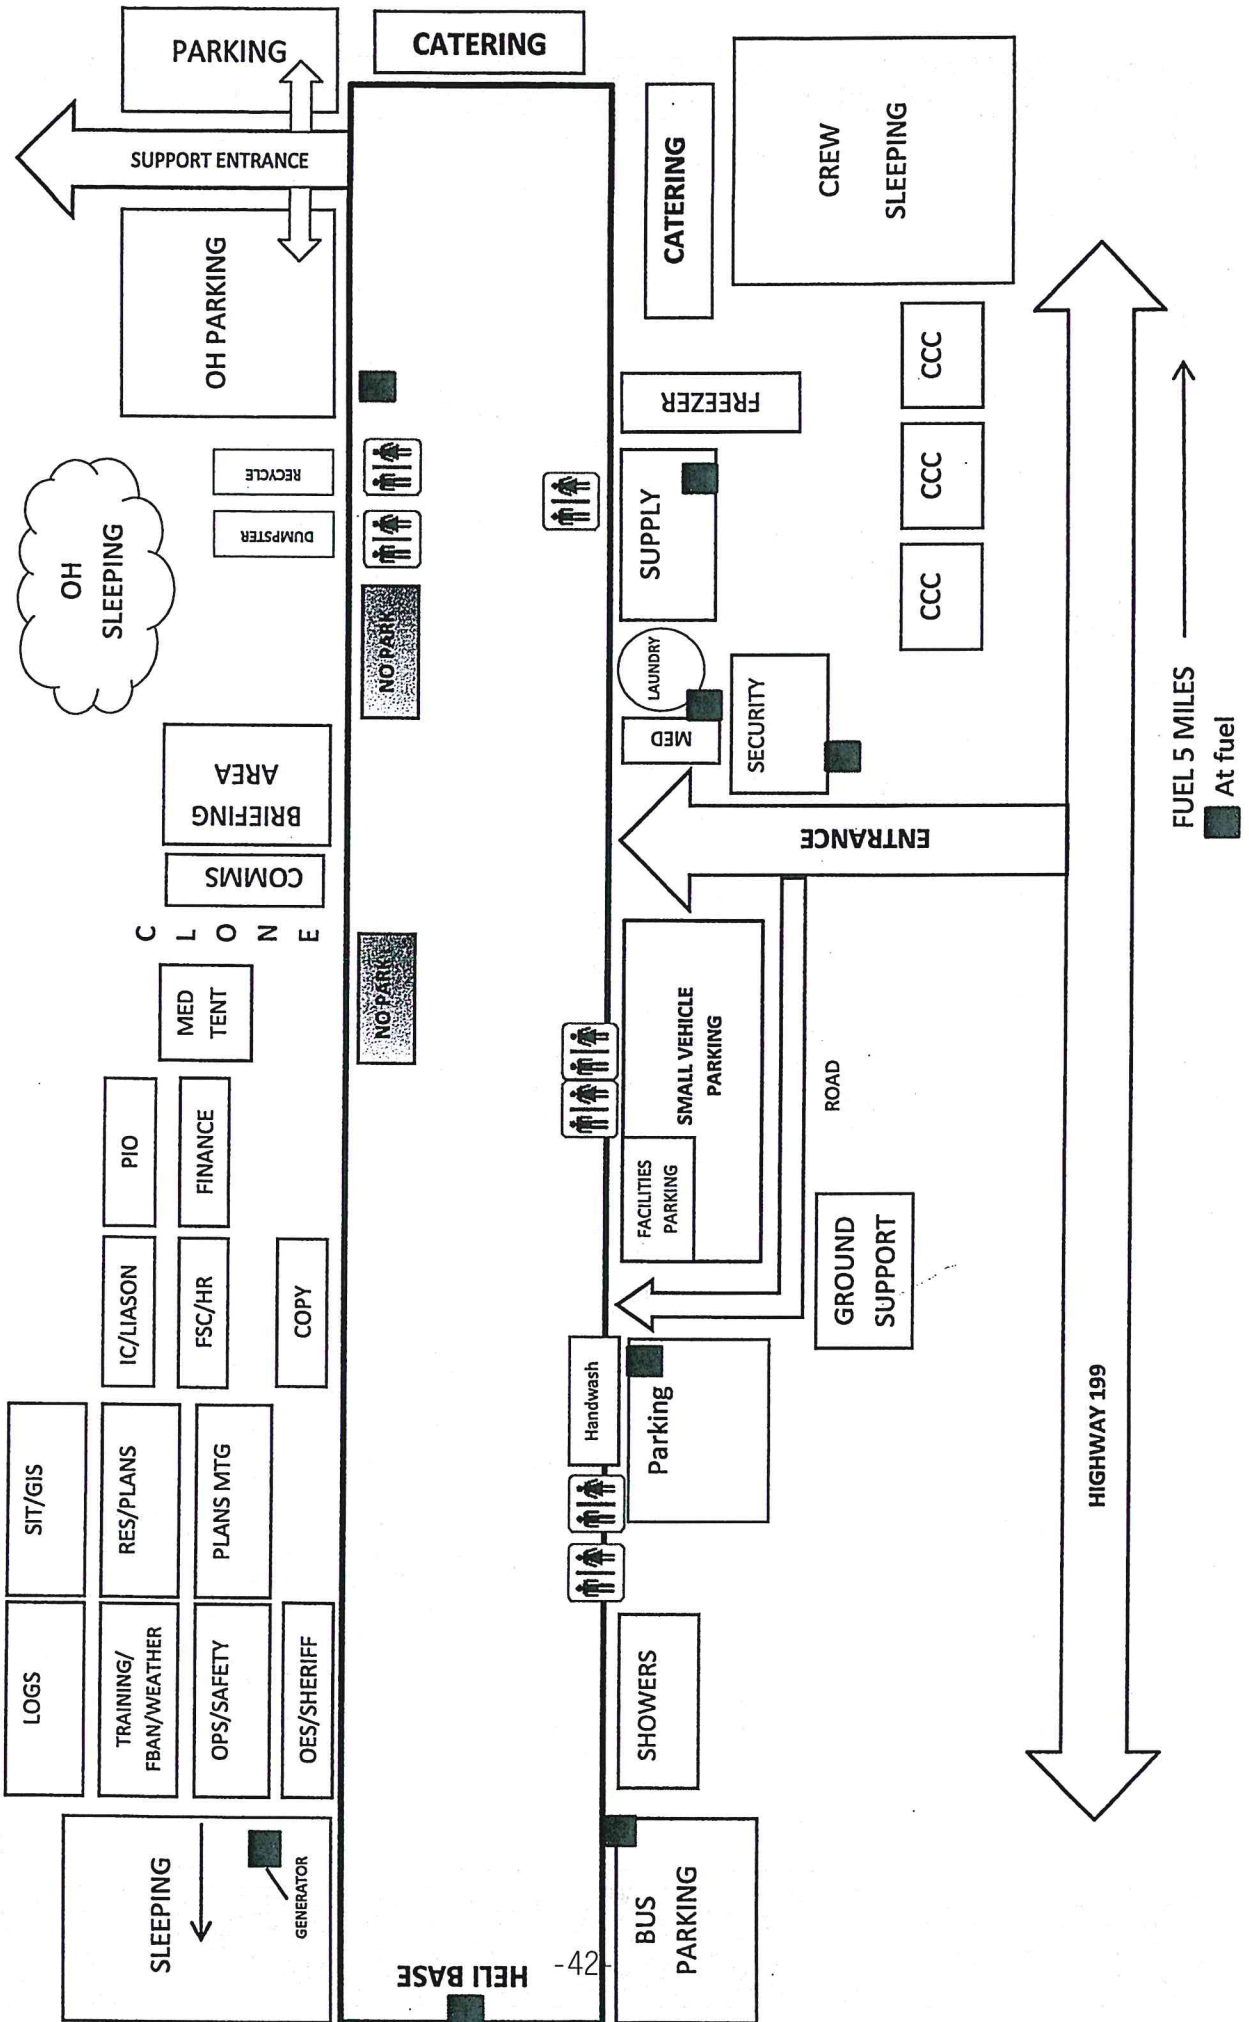 PARKING
CATERING
SUPPORT ENTRANCE
OH PARKING
CATERING
CREW
SLEEPING
RECYCLE
DUMPSTER
OH
SLEEPING
FREEZER
SUPPLY
CCC
CCC
CCC
NO PARK
LAUNDRY
MED
SECURITY
BRIEFING
AREA
COMMS
C
L
O
N
E
ENTRANCE
FUEL 5 MILES
At fuel
MED
TENT
NO PARK
SMALL VEHICLE
PARKING
FACILITIES
PARKING
ROAD
PIO
FINANCE
IC/LIASON
FSC/HR
COPY
GROUND
SUPPORT
Handwash
Parking
HIGHWAY 199
SIT/GIS
RES/PLANS
PLANS MTG
LOGS
TRAINING/
FBAN/WEATHER
OPS/SAFETY
OES/SHERIFF
SHOWERS
SLEEPING
GENERATOR
BUS
PARKING
HELI BASE
-42-